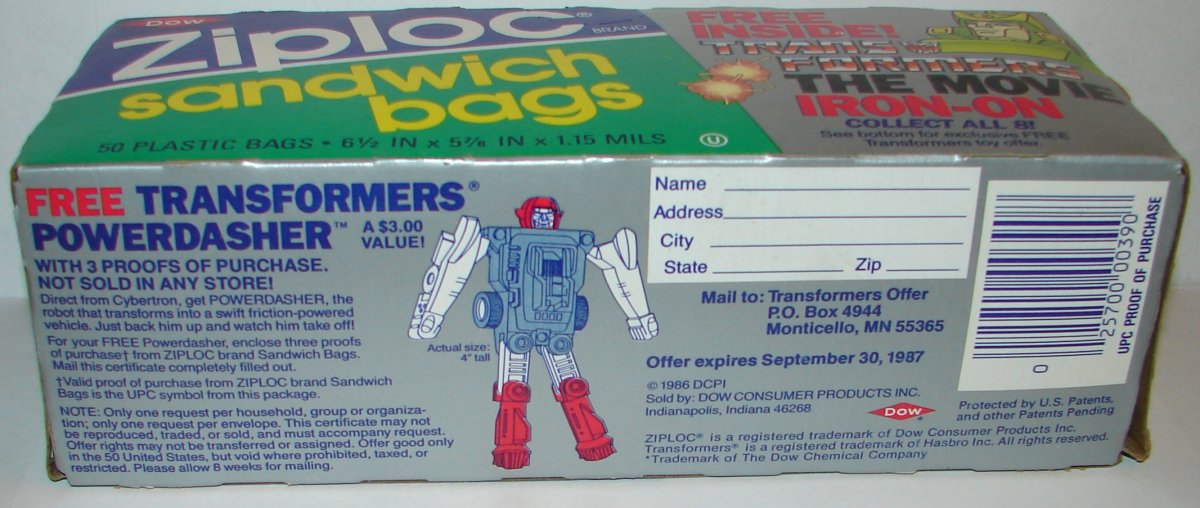 Dow
Ziploc®
BRAND
sandwich
bags
50 PLASTIC BAGS • 6½ IN x 5⅞ IN x 1.15 MILS
U
FREE
INSIDE!
TRANSFORMERS
THE MOVIE
IRON-ON
COLLECT ALL 8!
See bottom for exclusive FREE
Transformers toy offer.
FREE TRANSFORMERS®
POWERDASHER™ A $3.00
VALUE!
WITH 3 PROOFS OF PURCHASE.
NOT SOLD IN ANY STORE!
Direct from Cybertron, get POWERDASHER, the
robot that transforms into a swift friction-powered
vehicle. Just back him up and watch him take off!
For your FREE Powerdasher, enclose three proofs
of purchase† from ZIPLOC brand Sandwich Bags.
Mail this certificate completely filled out.
†Valid proof of purchase from ZIPLOC brand Sandwich
Bags is the UPC symbol from this package.
NOTE: Only one request per household, group or organiza-
tion; only one request per envelope. This certificate may not
be reproduced, traded, or sold, and must accompany request.
Offer rights may not be transferred or assigned. Offer good only
in the 50 United States, but void where prohibited, taxed, or
restricted. Please allow 8 weeks for mailing.
Actual size:
4" tall
Name
Address
City
State Zip
Mail to: Transformers Offer
P.O. Box 4944
Monticello, MN 55365
Offer expires September 30, 1987
© 1986 DCPI
Sold by: DOW CONSUMER PRODUCTS INC.
Indianapolis, Indiana 46268
Dow
Protected by U.S. Patents,
and other Patents Pending
ZIPLOC® is a registered trademark of Dow Consumer Products Inc.
Transformers® is a registered trademark of Hasbro Inc. All rights reserved.
*Trademark of The Dow Chemical Company
0
25700 00390
UPC PROOF OF PURCHASE